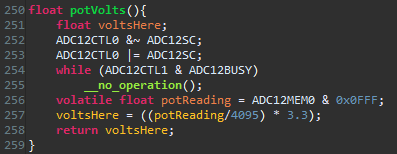 250 float potVolts(){
251 float voltsHere;
252 ADC12CTL0 &~ ADC12SC;
253 ADC12CTL0 |= ADC12SC;
254 while (ADC12CTL1 & ADC12BUSY)
255 __no_operation();
256 volatile float potReading = ADC12MEM0 & 0x0FFF;
257 voltsHere = ((potReading/4095) * 3.3);
258 return voltsHere;
259 }